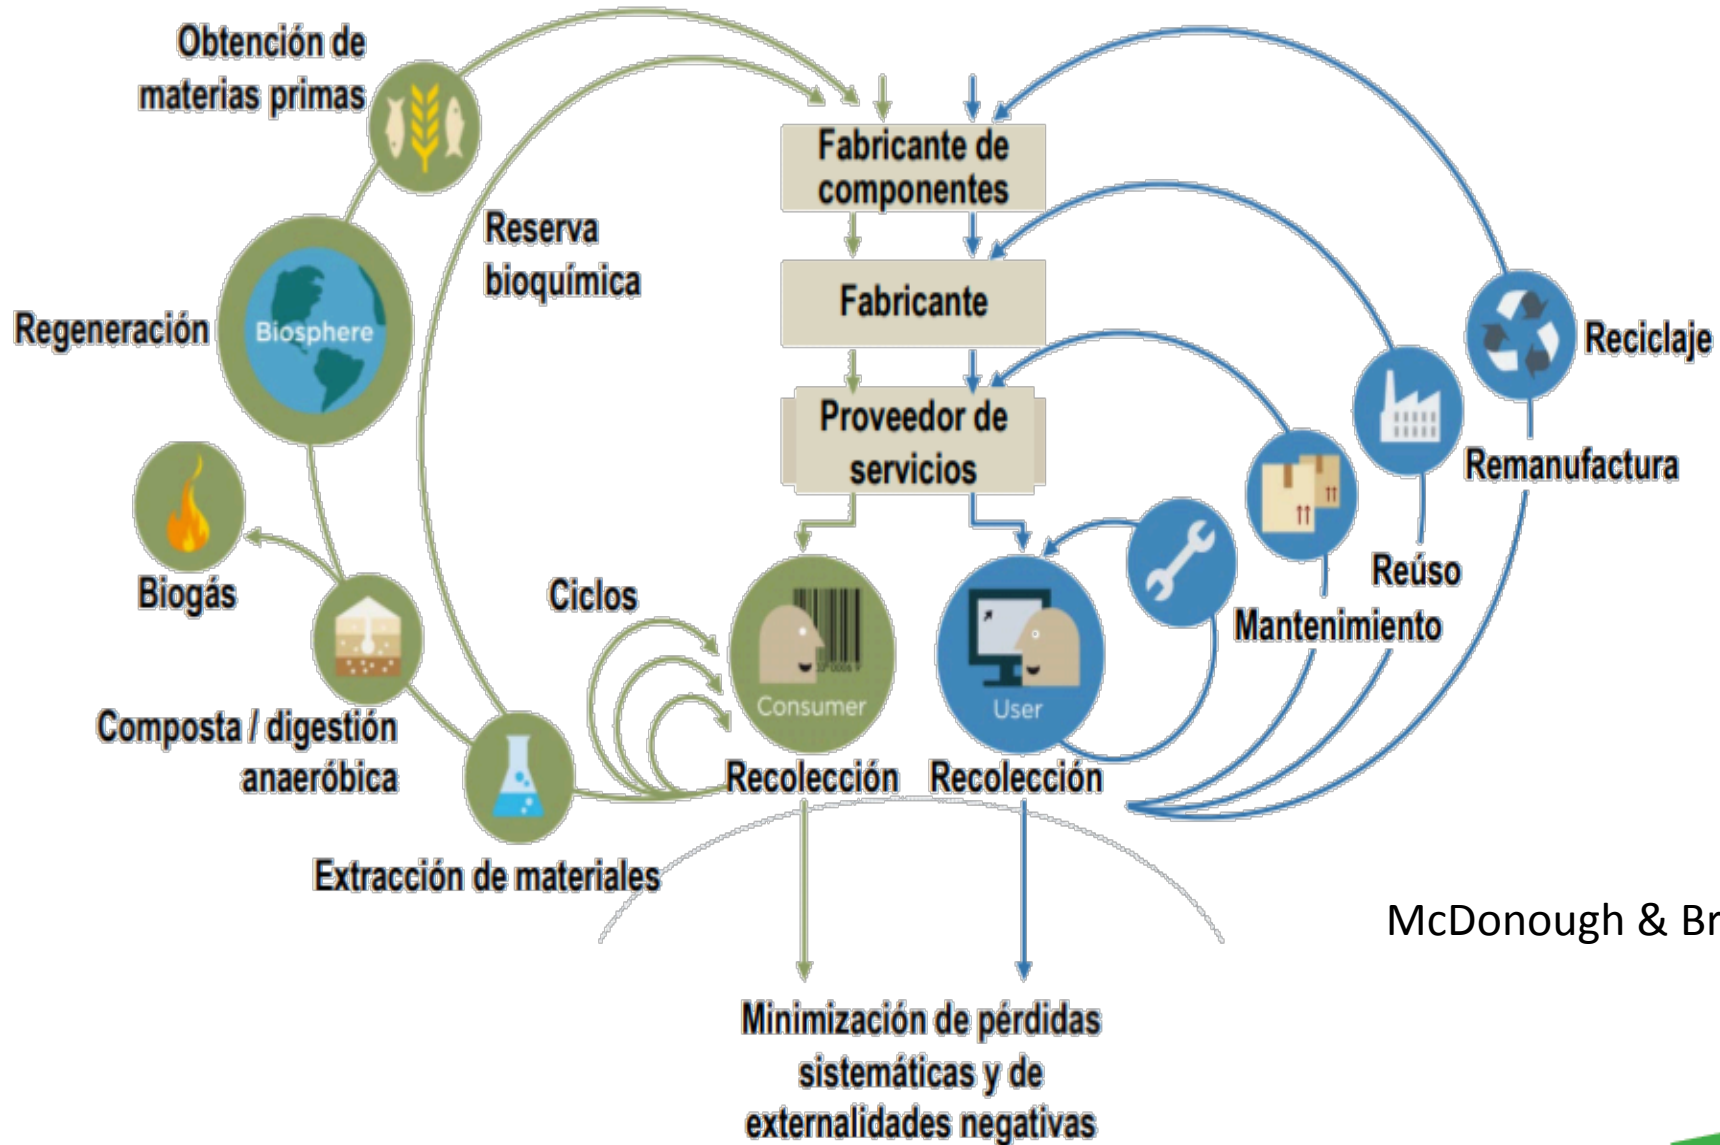 Obtención de
materias primas
Fabricante de
componentes
Reserva
bioquímica
Fabricante
Regeneración
Biosphere
Reciclaje
Proveedor de
servicios
Remanufactura
Biogás
Ciclos
Reúso
Mantenimiento
Consumer
User
Composta / digestión
anaeróbica
Recolección
Recolección
Extracción de materiales
McDonough & Br
Minimización de pérdidas
sistemáticas y de
externalidades negativas